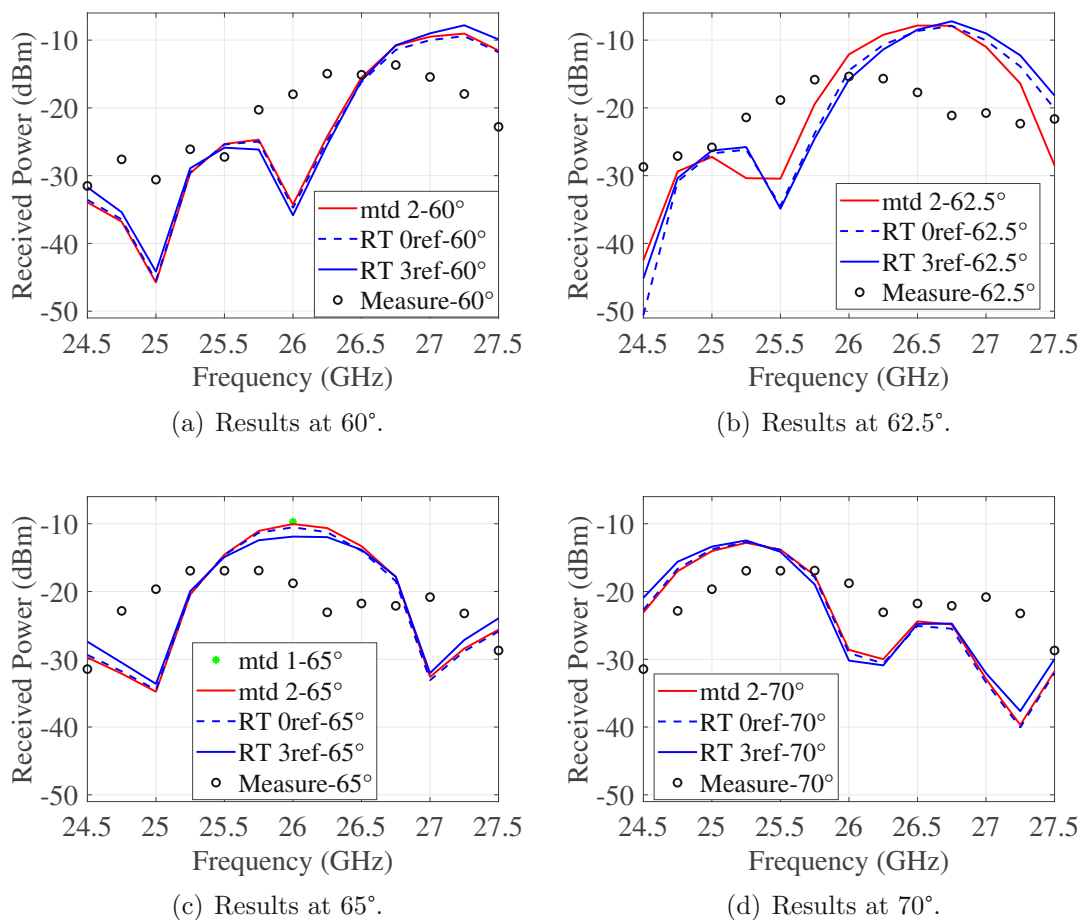 Received Power (dBm)
-10
-20
-30
-40
-50
mtd 2-60°
RT 0ref-60°
RT 3ref-60°
Measure-60°
24.5 25 25.5 26 26.5 27 27.5
Frequency (GHz)
(a) Results at 60°.
Received Power (dBm)
-10
-20
-30
-40
-50
mtd 2-62.5°
RT 0ref-62.5°
RT 3ref-62.5°
Measure-62.5°
24.5 25 25.5 26 26.5 27 27.5
Frequency (GHz)
(b) Results at 62.5°.
Received Power (dBm)
-10
-20
-30
-40
-50
mtd 1-65°
mtd 2-65°
RT 0ref-65°
RT 3ref-65°
Measure-65°
24.5 25 25.5 26 26.5 27 27.5
Frequency (GHz)
(c) Results at 65°.
Received Power (dBm)
-10
-20
-30
-40
-50
mtd 2-70°
RT 0ref-70°
RT 3ref-70°
Measure-70°
24.5 25 25.5 26 26.5 27 27.5
Frequency (GHz)
(d) Results at 70°.